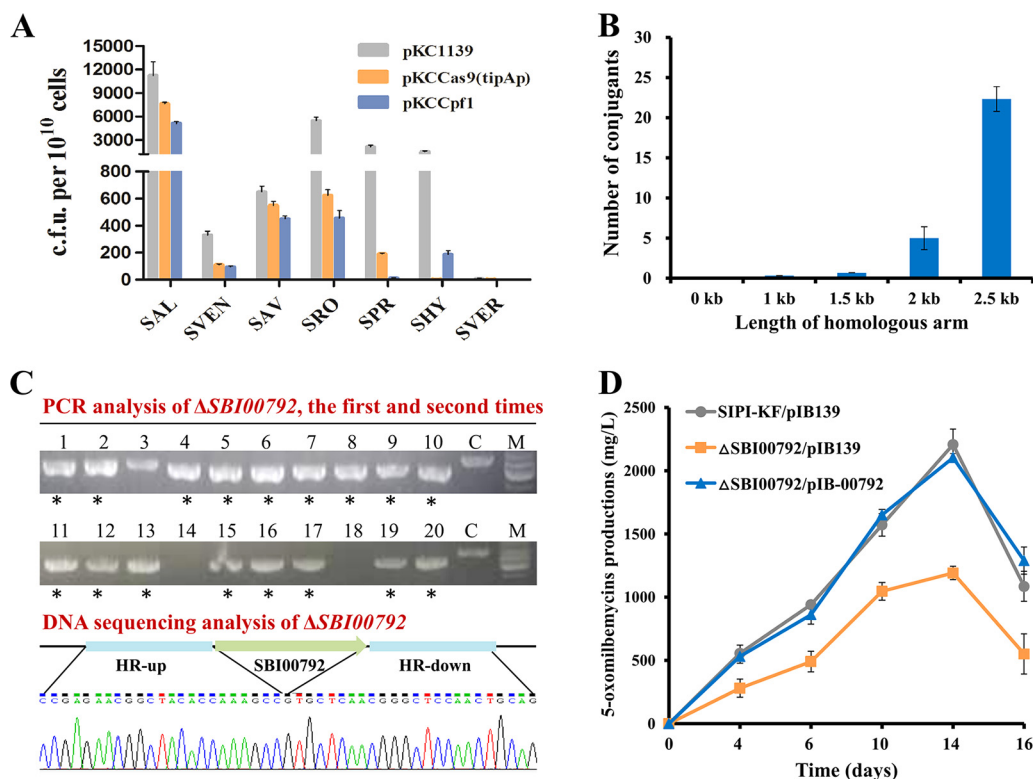 A
c.f.u. per 10^10 cells
15000
12000
9000
6000
3000
800
600
400
200
0
pKC1139
pKCCas9(tipAp)
pKCCpf1
SAL SVEN SAV SRO SPR SHY SVER
B
Number of conjugants
30
25
20
15
10
5
0
0 kb 1 kb 1.5 kb 2 kb 2.5 kb
Length of homologous arm
C
PCR analysis of ΔSBI00792, the first and second times
1 2 3 4 5 6 7 8 9 10 C M
* * * * * * * * *
11 12 13 14 15 16 17 18 19 20 C M
* * * * * * * *
DNA sequencing analysis of ΔSBI00792
HR-up SBI00792 HR-down
CCGAGAACGGCTACACCAAAGCCGTGCTCAACGGGCTCCAACTGCAG
D
5-oxomilbemycins productions (mg/L)
2500
2000
1500
1000
500
0
SIPI-KF/pIB139
△SBI00792/pIB139
△SBI00792/pIB-00792
0 4 6 10 14 16
Time (days)